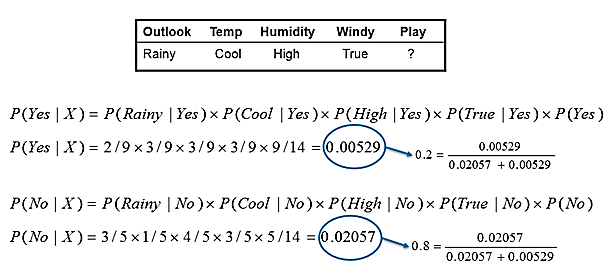 Outlook Temp Humidity Windy Play
Rainy Cool High True ?
P(Yes | X) = P(Rainy | Yes) × P(Cool | Yes) × P(High | Yes) × P(True | Yes) × P(Yes)
P(Yes | X) = 2/9 × 3/9 × 3/9 × 3/9 × 9/14 = 0.00529
0.2 = 0.00529 / 0.02057 + 0.00529
P(No | X) = P(Rainy | No) × P(Cool | No) × P(High | No) × P(True | No) × P(No)
P(No | X) = 3/5 × 1/5 × 4/5 × 3/5 × 5/14 = 0.02057
0.8 = 0.02057 / 0.02057 + 0.00529